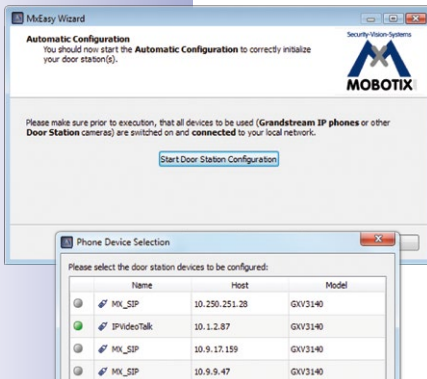 MxEasy Wizard
Automatic Configuration
You should now start the Automatic Configuration to correctly initialize
your door station(s).
Security-Vision-Systems
MOBOTIX
Please make sure prior to execution, that all devices to be used (Grandstream IP phones or other
Door Station cameras) are switched on and connected to your local network.
Start Door Station Configuration
Phone Device Selection
Please select the door station devices to be configured:
Name Host Model
MX_SIP 10.250.251.28 GXV3140
IPVideoTalk 10.1.2.87 GXV3140
MX_SIP 10.9.17.159 GXV3140
MX_SIP 10.9.9.47 GXV3140